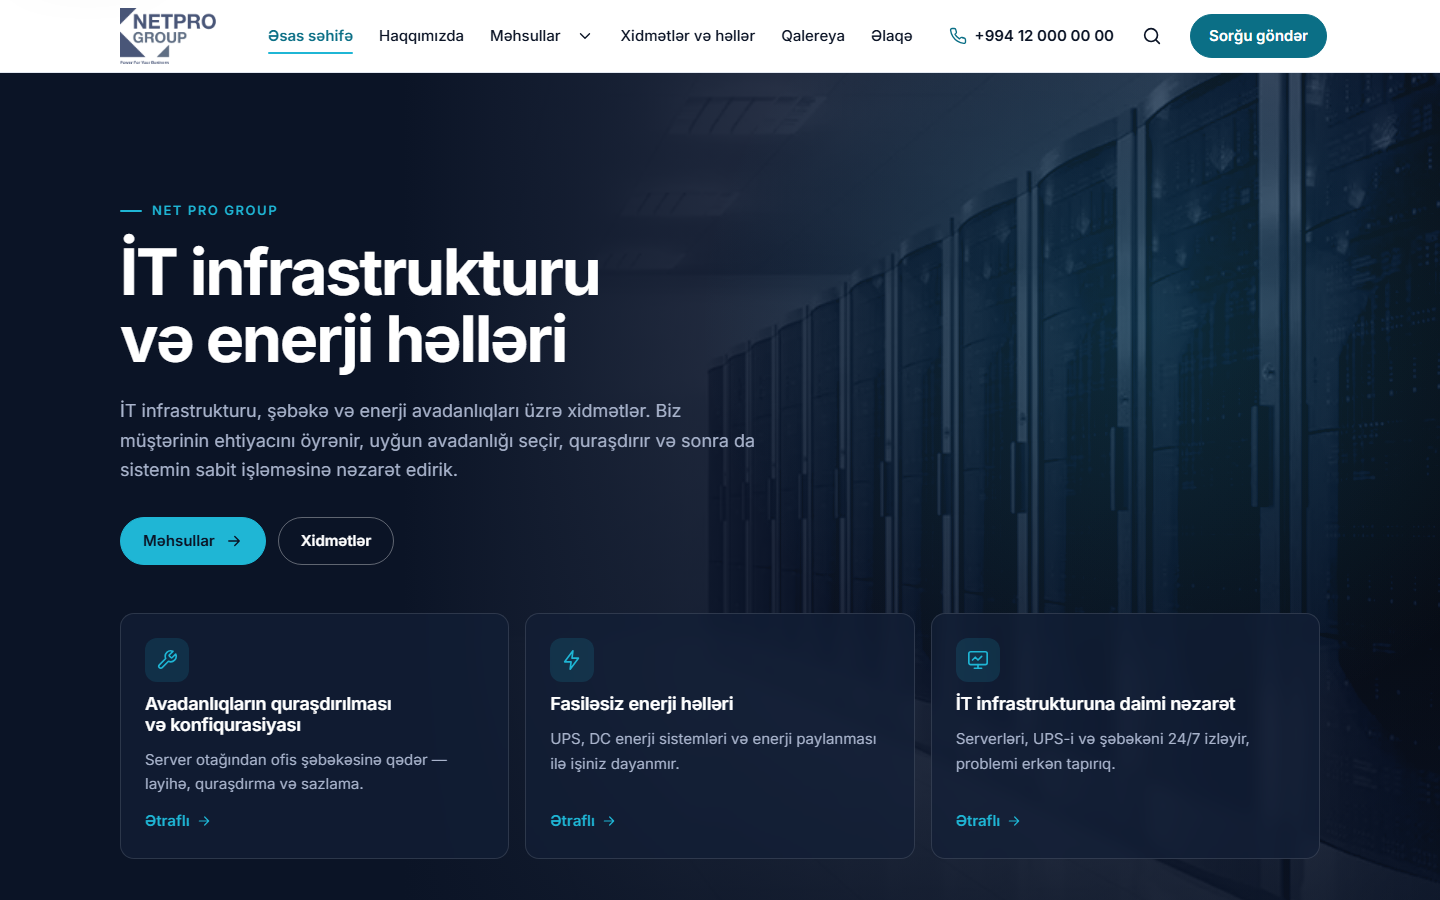 NETPRO
GROUP
Power For Your Business
Əsas səhifə
Haqqımızda
Məhsullar
Xidmətlər və həllər
Qalereya
Əlaqə
+994 12 000 00 00
Sorğu göndər
NET PRO GROUP
İT infrastrukturu
və enerji həlləri
İT infrastrukturu, şəbəkə və enerji avadanlıqları üzrə xidmətlər. Biz
müştərinin ehtiyacını öyrənir, uyğun avadanlığı seçir, quraşdırır və sonra da
sistemin sabit işləməsinə nəzarət edirik.
Məhsullar →
Xidmətlər
Avadanlıqların quraşdırılması
və konfiqurasiyası
Server otağından ofis şəbəkəsinə qədər —
layihə, quraşdırma və sazlama.
Ətraflı →
Fasiləsiz enerji həlləri
UPS, DC enerji sistemləri və enerji paylanması
ilə işiniz dayanmır.
Ətraflı →
İT infrastrukturuna daimi nəzarət
Serverləri, UPS-i və şəbəkəni 24/7 izləyir,
problemi erkən tapırıq.
Ətraflı →